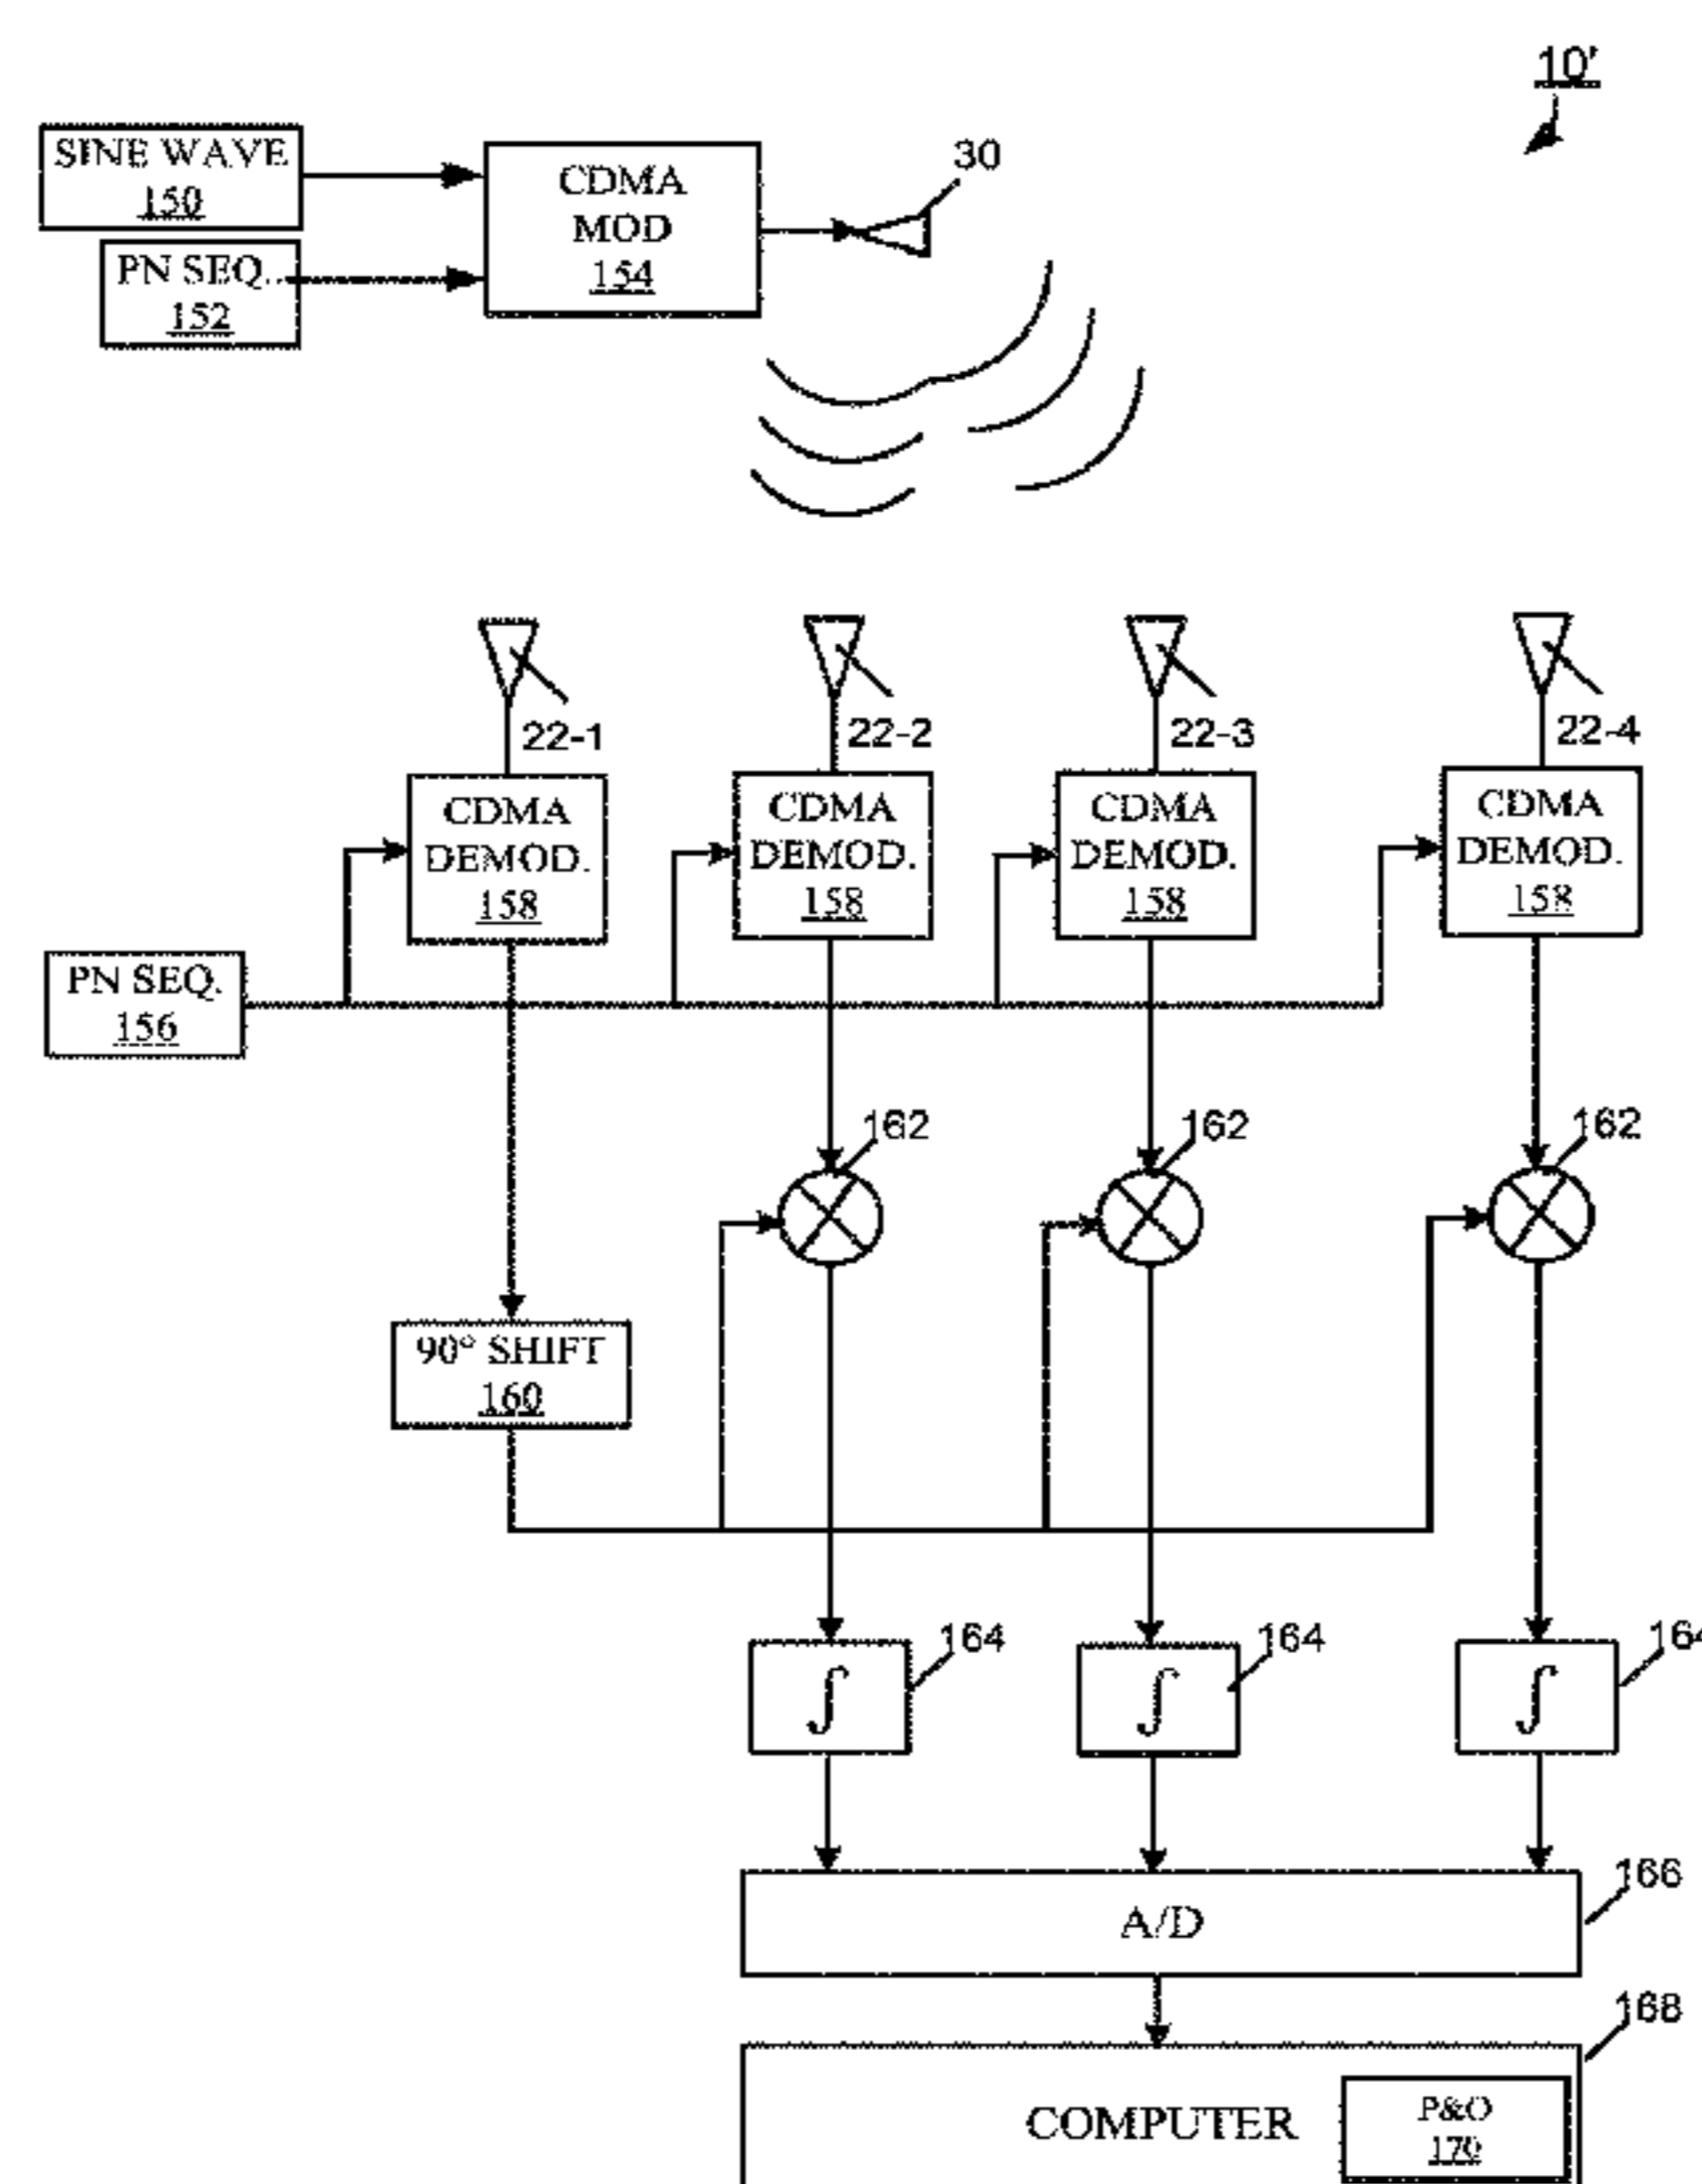 10'
SINE WAVE
150
PN SEQ.
152
CDMA
MOD
154
30
22-1
22-2
22-3
22-4
CDMA
DEMOD.
158
CDMA
DEMOD.
158
CDMA
DEMOD.
158
CDMA
DEMOD.
158
PN SEQ.
156
162
162
162
90° SHIFT
160
164
164
164
∫
∫
∫
A/D
166
168
COMPUTER
P&O
170